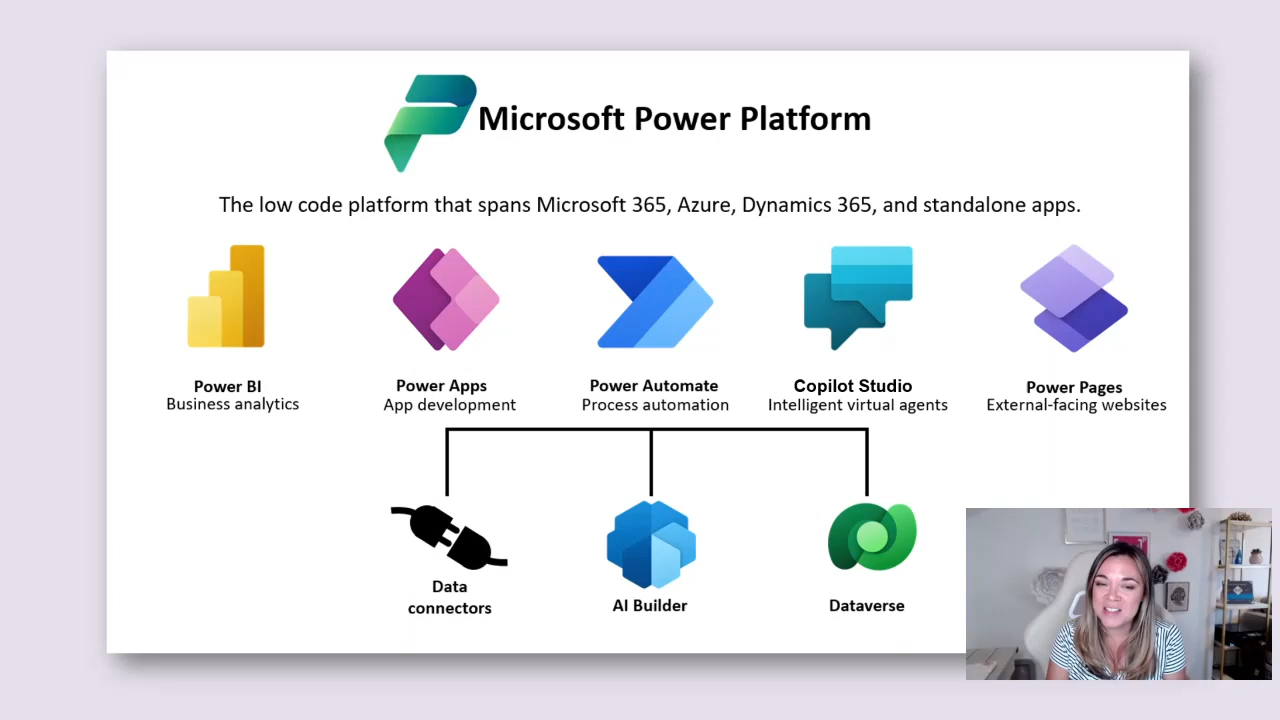 Microsoft Power Platform
The low code platform that spans Microsoft 365, Azure, Dynamics 365, and standalone apps.
Power BI
Business analytics
Power Apps
App development
Power Automate
Process automation
Copilot Studio
Intelligent virtual agents
Power Pages
External-facing websites
Data
connectors
AI Builder
Dataverse